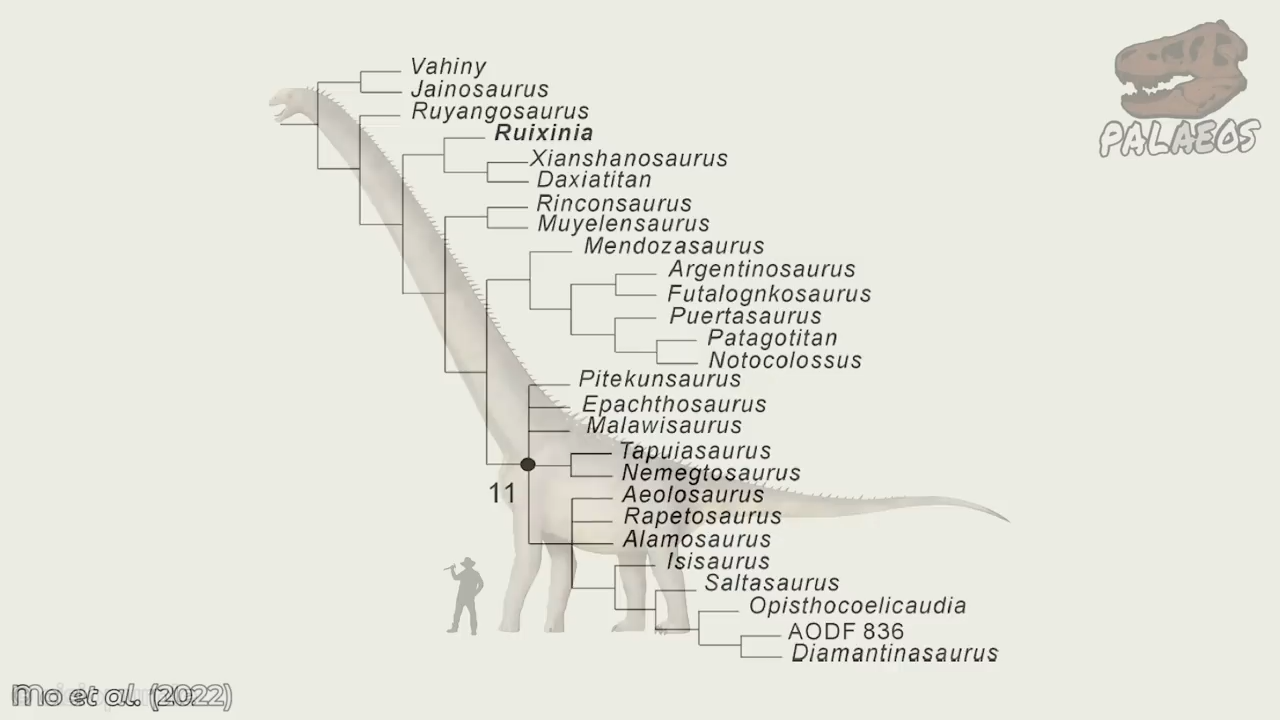 Vahiny
Jainosaurus
Ruyangosaurus
Ruixinia
Xianshanosaurus
Daxiatitan
Rinconsaurus
Muyelensaurus
Mendozasaurus
Argentinosaurus
Futalognkosaurus
Puertasaurus
Patagotitan
Notocolossus
Pitekunsaurus
Epachthosaurus
Malawisaurus
Tapuiasaurus
Nemegtosaurus
11
Aeolosaurus
Rapetosaurus
Alamosaurus
Isisaurus
Saltasaurus
Opisthocoelicaudia
AODF 836
Diamantinasaurus
PALAEOS
Mo et al. (2022)